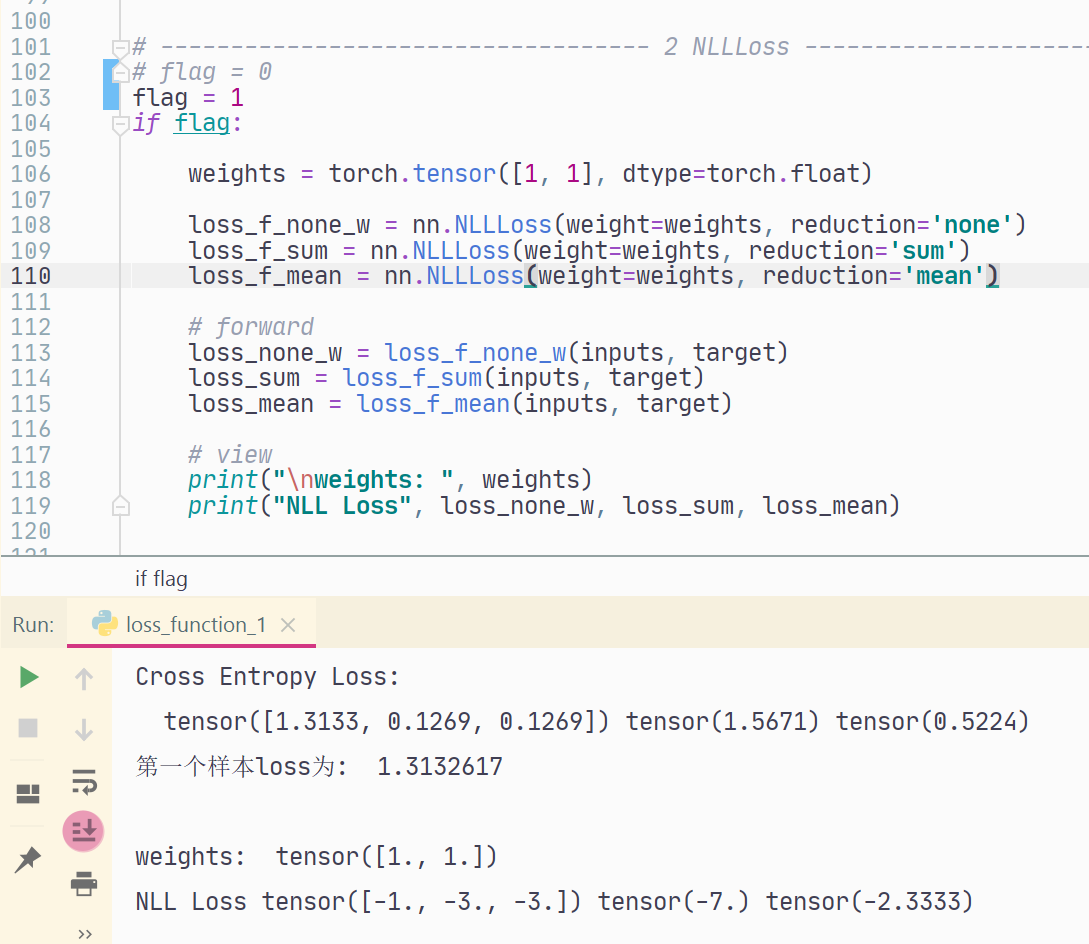 100
101 # ----------------------------------- 2 NLLLoss ---------------------
102 # flag = 0
103 flag = 1
104 if flag:
105
106 weights = torch.tensor([1, 1], dtype=torch.float)
107
108 loss_f_none_w = nn.NLLLoss(weight=weights, reduction='none')
109 loss_f_sum = nn.NLLLoss(weight=weights, reduction='sum')
110 loss_f_mean = nn.NLLLoss(weight=weights, reduction='mean')
111
112 # forward
113 loss_none_w = loss_f_none_w(inputs, target)
114 loss_sum = loss_f_sum(inputs, target)
115 loss_mean = loss_f_mean(inputs, target)
116
117 # view
118 print("\nweights: ", weights)
119 print("NLL Loss", loss_none_w, loss_sum, loss_mean)
120
if flag
Run: loss_function_1
Cross Entropy Loss:
tensor([1.3133, 0.1269, 0.1269]) tensor(1.5671) tensor(0.5224)
第一个样本loss为: 1.3132617
weights: tensor([1., 1.])
NLL Loss tensor([-1., -3., -3.]) tensor(-7.) tensor(-2.3333)